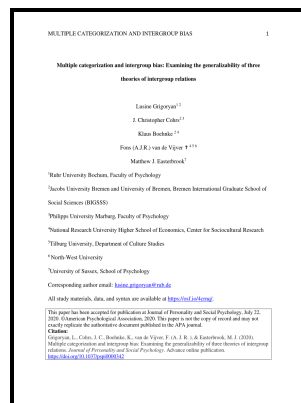 MULTIPLE CATEGORIZATION AND INTERGROUP BIAS 1
Multiple categorization and intergroup bias: Examining the generalizability of three
theories of intergroup relations
Lusine Grigoryan1 2
J. Christopher Cohrs2 3
Klaus Boehnke 2 4
Fons (A.J.R.) van de Vijver ✝ 4 5 6
Matthew J. Easterbrook7
1Ruhr University Bochum, Faculty of Psychology
2Jacobs University Bremen and University of Bremen, Bremen International Graduate School of
Social Sciences (BIGSSS)
3Philipps University Marburg, Faculty of Psychology
4National Research University Higher School of Economics, Center for Sociocultural Research
5Tilburg University, Department of Culture Studies
6 North-West University
7University of Sussex, School of Psychology
Corresponding author email: lusine.grigoryan@rub.de
All study materials, data, and syntax are available at https://osf.io/4cmqf.
This paper has been accepted for publication at Journal of Personality and Social Psychology, July 22,
2020. ©American Psychological Association, 2020. This paper is not the copy of record and may not
exactly replicate the authoritative document published in the APA journal.
Citation:
Grigoryan, L., Cohrs, J. C., Boehnke, K., van de Vijver, F. (A. J. R. ), & Easterbrook, M. J. (2020).
Multiple categorization and intergroup bias: Examining the generalizability of three theories of intergroup
relations. Journal of Personality and Social Psychology. Advance online publication.
https://doi.org/10.1037/pspi0000342